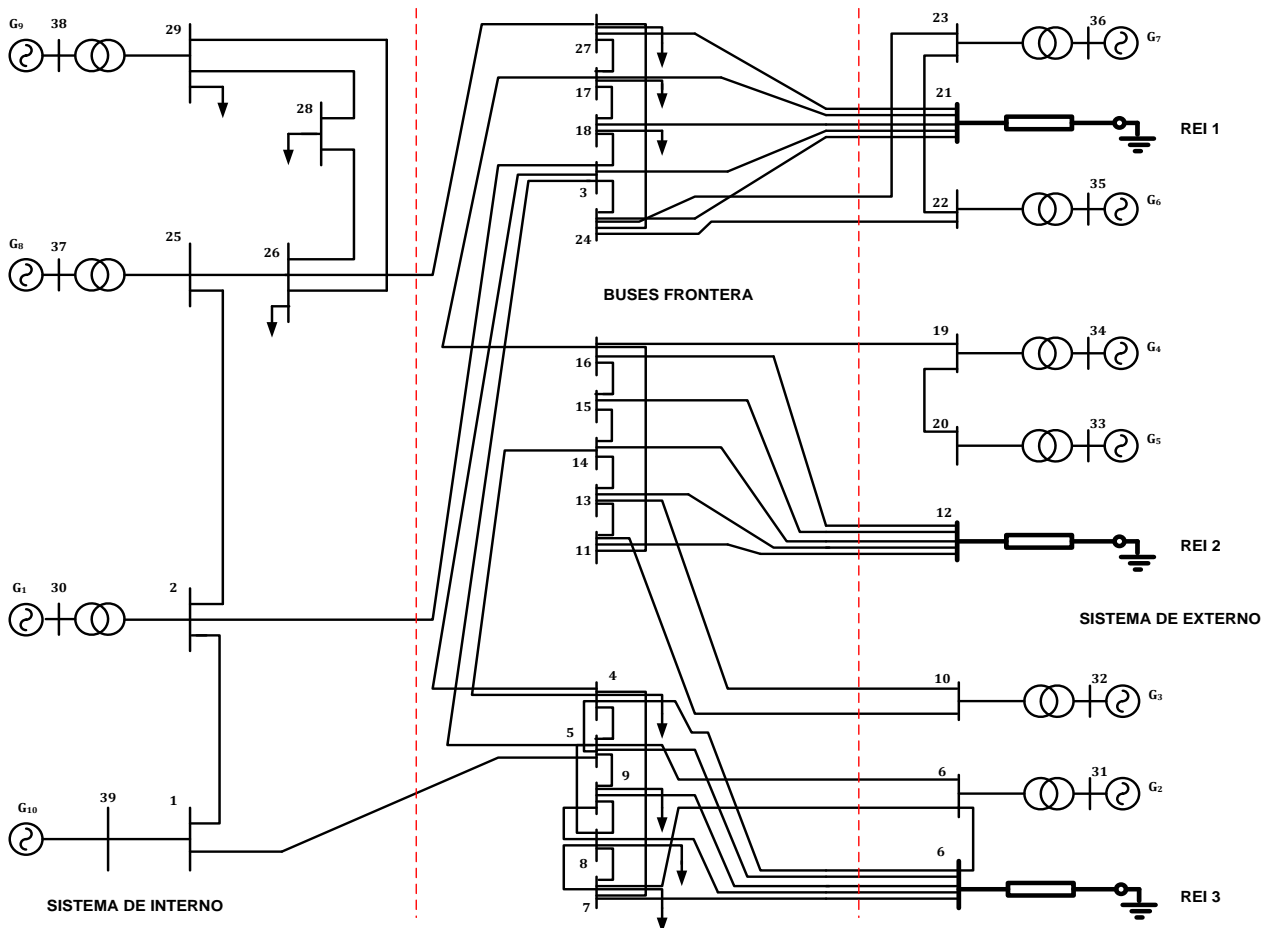 G₉ 38 29
28
G₈ 37 25 26
G₁ 30 2
G₁₀ 39 1
SISTEMA DE INTERNO
27
17
18
3
24
BUSES FRONTERA
16
15
14
13
11
4
5
9
8
7
23 36 G₇
21 REI 1
22 35 G₆
19 34 G₄
20 33 G₅
12 REI 2
SISTEMA DE EXTERNO
10 32 G₃
6 31 G₂
6 REI 3